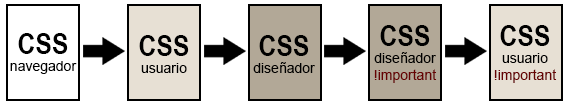 CSS
navegador
CSS
usuario
CSS
diseñador
CSS
diseñador
!important
CSS
usuario
!important